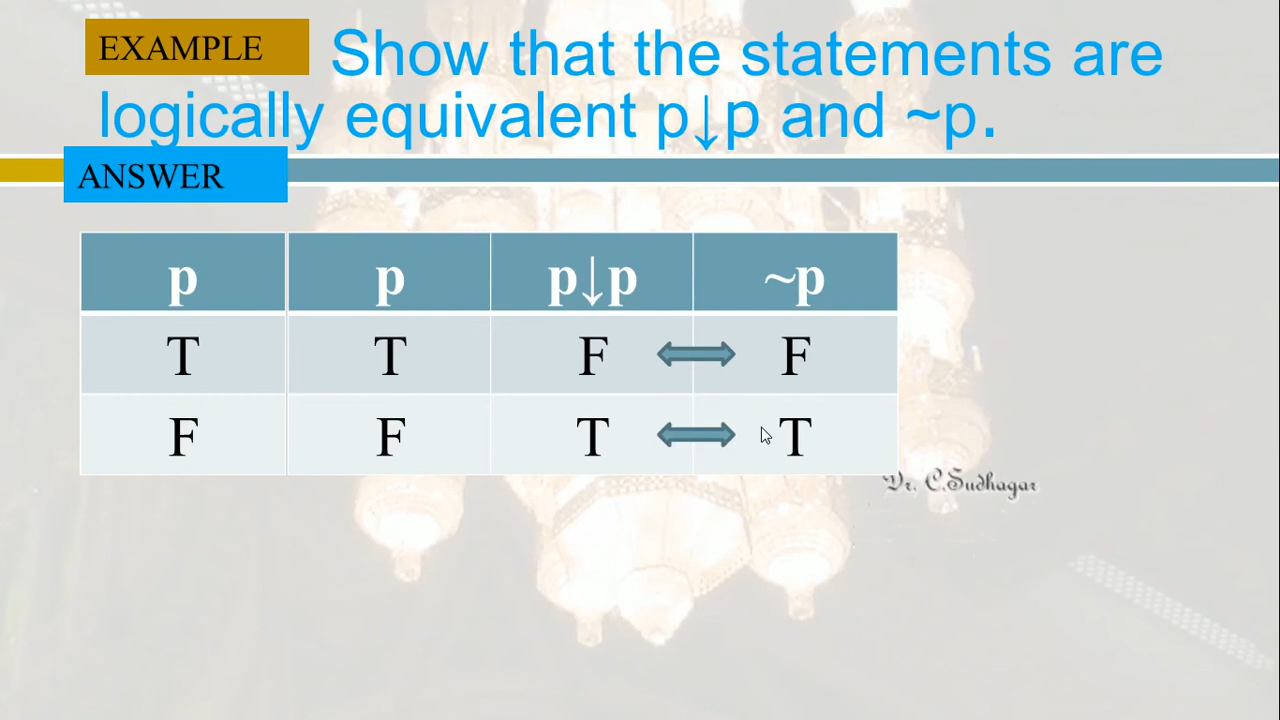 EXAMPLE Show that the statements are
logically equivalent p↓p and ~p.
ANSWER
p p p↓p ~p
T T F F
F F T T
Dr. C.Sudhagar